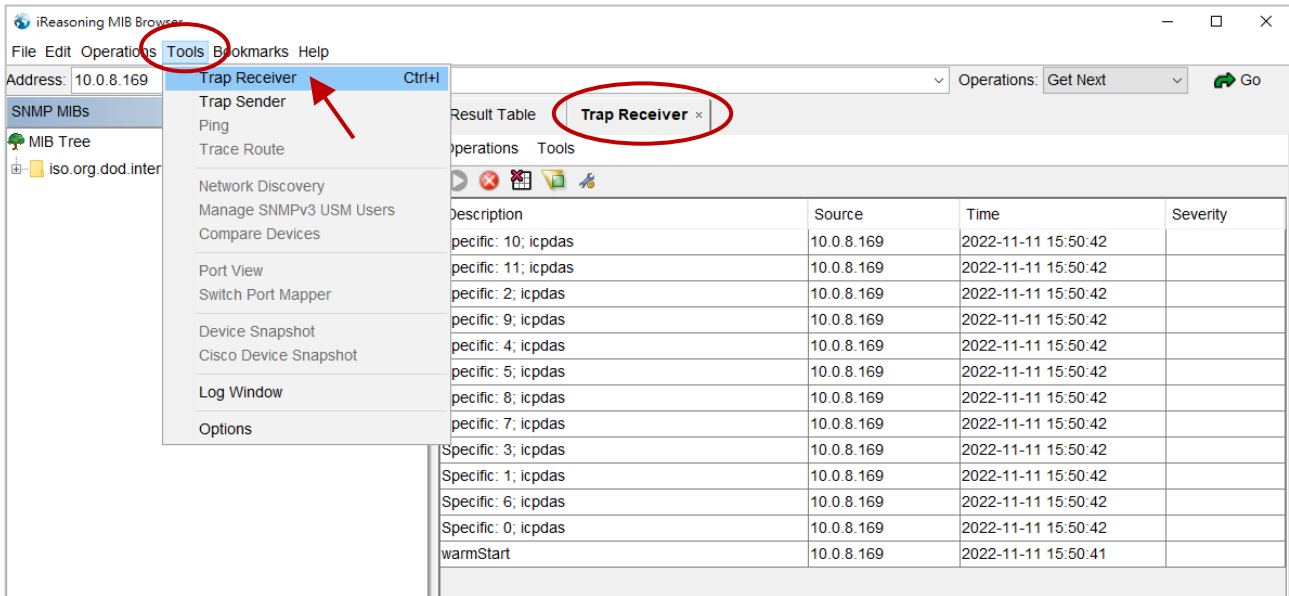 iReasoning MIB Browser
File Edit Operations Tools Bookmarks Help
Address: 10.0.8.169
Operations: Get Next
Go
Trap Receiver Ctrl+I
Trap Sender
Ping
Trace Route
Network Discovery
Manage SNMPv3 USM Users
Compare Devices
Port View
Switch Port Mapper
Device Snapshot
Cisco Device Snapshot
Log Window
Options
SNMP MIBs
MIB Tree
iso.org.dod.inter
Result Table Trap Receiver ×
Operations Tools
Description Source Time Severity
pecific: 10; icpdas 10.0.8.169 2022-11-11 15:50:42
pecific: 11; icpdas 10.0.8.169 2022-11-11 15:50:42
pecific: 2; icpdas 10.0.8.169 2022-11-11 15:50:42
pecific: 9; icpdas 10.0.8.169 2022-11-11 15:50:42
pecific: 4; icpdas 10.0.8.169 2022-11-11 15:50:42
pecific: 5; icpdas 10.0.8.169 2022-11-11 15:50:42
pecific: 8; icpdas 10.0.8.169 2022-11-11 15:50:42
pecific: 7; icpdas 10.0.8.169 2022-11-11 15:50:42
Specific: 3; icpdas 10.0.8.169 2022-11-11 15:50:42
Specific: 1; icpdas 10.0.8.169 2022-11-11 15:50:42
Specific: 6; icpdas 10.0.8.169 2022-11-11 15:50:42
Specific: 0; icpdas 10.0.8.169 2022-11-11 15:50:42
warmStart 10.0.8.169 2022-11-11 15:50:41